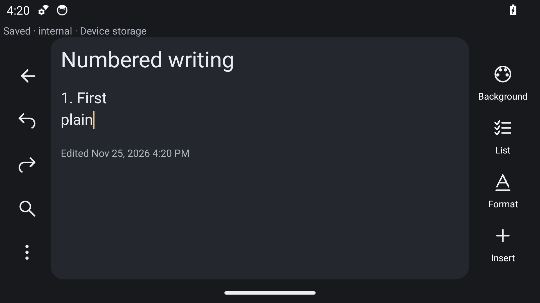 4:20
Saved · internal · Device storage
Numbered writing
1. First
plain
Edited Nov 25, 2026 4:20 PM
Background
List
Format
Insert